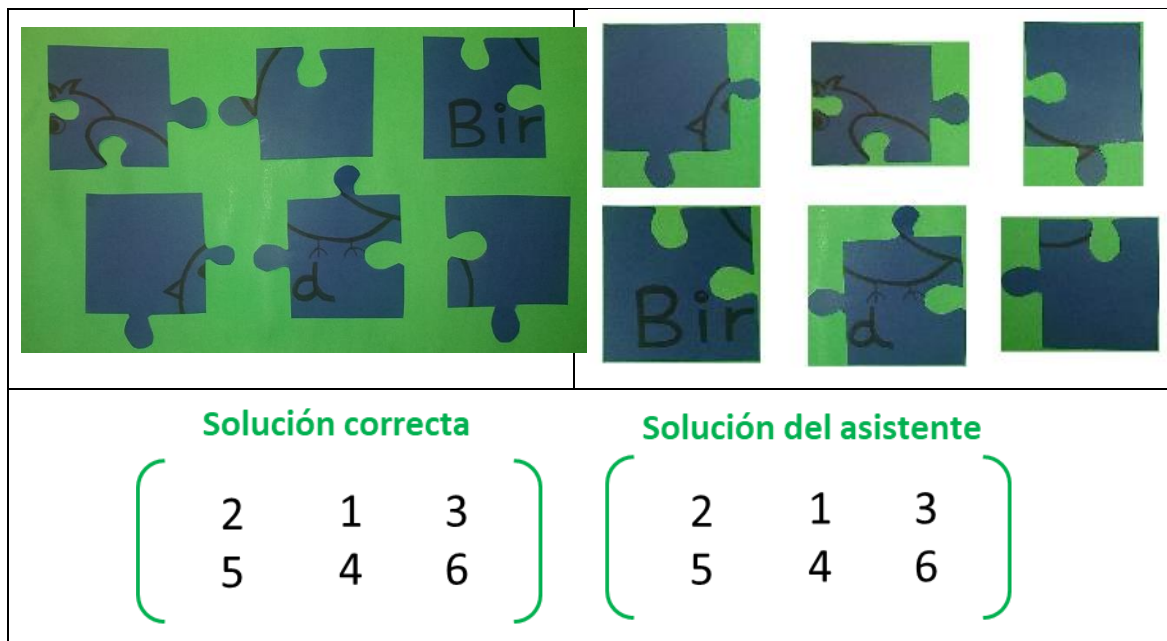 Bir
d
Bir
d
Solución correcta
Solución del asistente
2 1 3
5 4 6
2 1 3
5 4 6